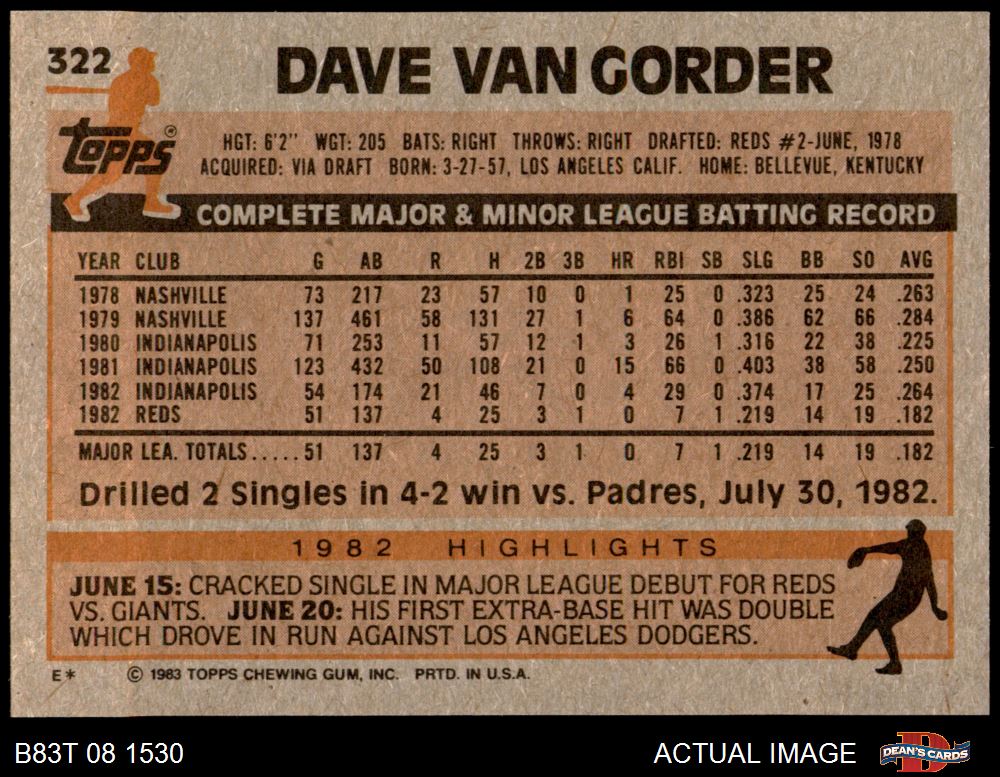 322
DAVE VAN GORDER
topps®
HGT: 6'2" WGT: 205 BATS: RIGHT THROWS: RIGHT DRAFTED: REDS #2-JUNE, 1978
ACQUIRED: VIA DRAFT BORN: 3-27-57, LOS ANGELES CALIF. HOME: BELLEVUE, KENTUCKY
COMPLETE MAJOR & MINOR LEAGUE BATTING RECORD
YEAR CLUB G AB R H 2B 3B HR RBI SB SLG BB SO AVG
1978 NASHVILLE 73 217 23 57 10 0 1 25 0 .323 25 24 .263
1979 NASHVILLE 137 461 58 131 27 1 6 64 0 .386 62 66 .284
1980 INDIANAPOLIS 71 253 11 57 12 1 3 26 1 .316 22 38 .225
1981 INDIANAPOLIS 123 432 50 108 21 0 15 66 0 .403 38 58 .250
1982 INDIANAPOLIS 54 174 21 46 7 0 4 29 0 .374 17 25 .264
1982 REDS 51 137 4 25 3 1 0 7 1 .219 14 19 .182
MAJOR LEA. TOTALS.....51 137 4 25 3 1 0 7 1 .219 14 19 .182
Drilled 2 Singles in 4-2 win vs. Padres, July 30, 1982.
1982 HIGHLIGHTS
JUNE 15: CRACKED SINGLE IN MAJOR LEAGUE DEBUT FOR REDS
VS. GIANTS. JUNE 20: HIS FIRST EXTRA-BASE HIT WAS DOUBLE
WHICH DROVE IN RUN AGAINST LOS ANGELES DODGERS.
E* © 1983 TOPPS CHEWING GUM, INC. PRTD. IN U.S.A.
B83T 08 1530
ACTUAL IMAGE
DEAN'S CARDS